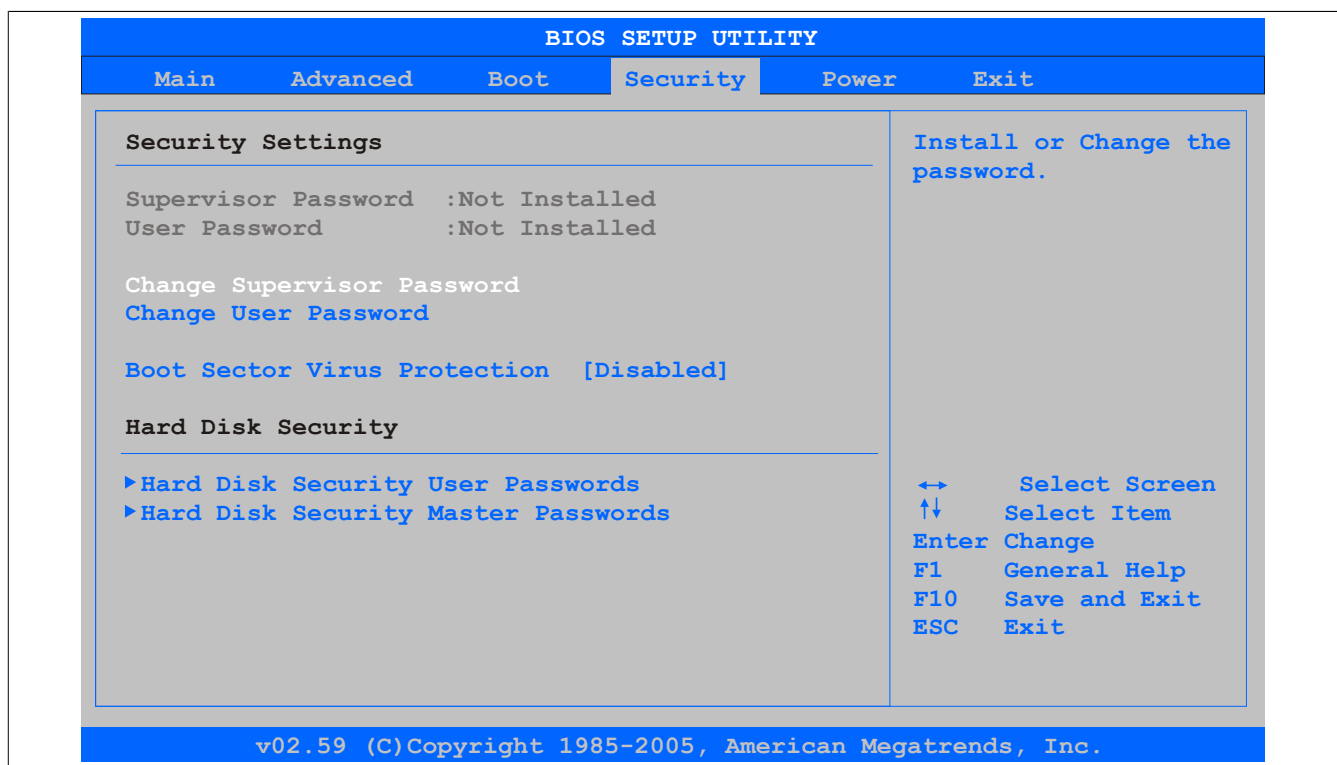 BIOS SETUP UTILITY
Main Advanced Boot Security Power Exit
Security Settings
Supervisor Password :Not Installed
User Password :Not Installed
Change Supervisor Password
Change User Password
Boot Sector Virus Protection [Disabled]
Hard Disk Security
Hard Disk Security User Passwords
Hard Disk Security Master Passwords
Install or Change the
password.
Select Screen
Select Item
Enter Change
F1 General Help
F10 Save and Exit
ESC Exit
v02.59 (C)Copyright 1985-2005, American Megatrends, Inc.